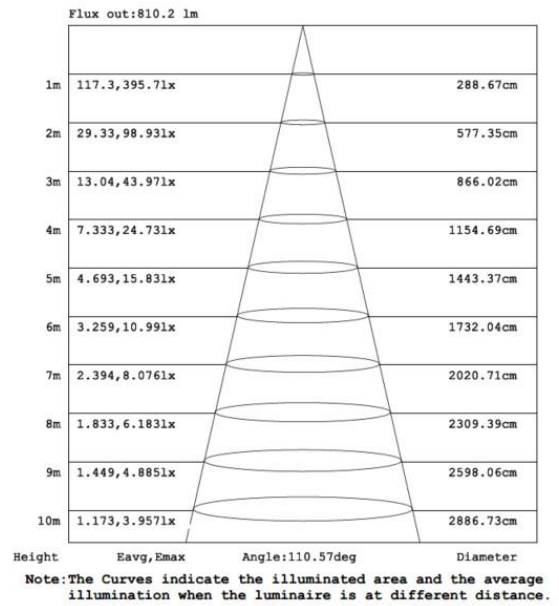 Flux out:810.2 lm
1m 117.3,395.7lx 288.67cm
2m 29.33,98.93lx 577.35cm
3m 13.04,43.97lx 866.02cm
4m 7.333,24.73lx 1154.69cm
5m 4.693,15.83lx 1443.37cm
6m 3.259,10.99lx 1732.04cm
7m 2.394,8.076lx 2020.71cm
8m 1.833,6.183lx 2309.39cm
9m 1.449,4.885lx 2598.06cm
10m 1.173,3.957lx 2886.73cm
Height Eavg,Emax Angle:110.57deg Diameter
Note:The Curves indicate the illuminated area and the average
illumination when the luminaire is at different distance.